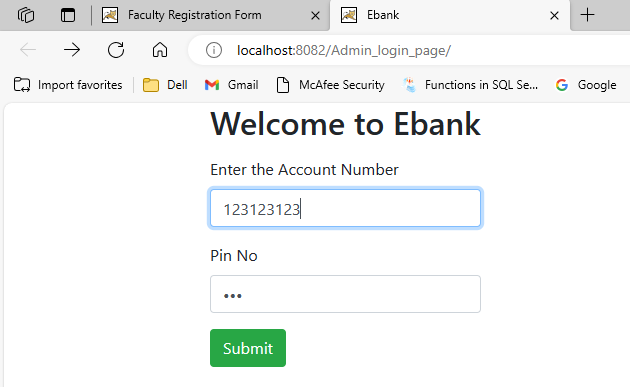 Faculty Registration Form
Ebank
localhost:8082/Admin_login_page/
Import favorites
Dell
Gmail
McAfee Security
Functions in SQL Se...
Google
Welcome to Ebank
Enter the Account Number
123123123
Pin No
•••
Submit